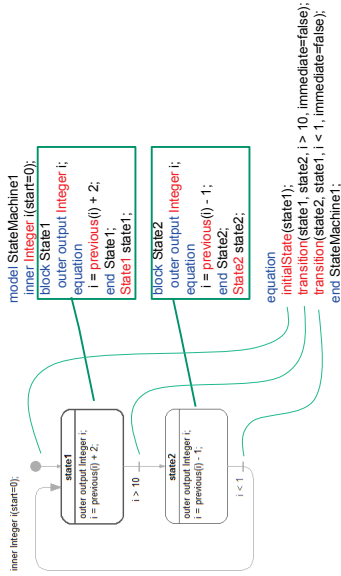 inner Integer i(start=0);
state1
outer output Integer i;
i = previous(i) + 2;
i > 10
state2
outer output Integer i;
i = previous(i) - 1;
i < 1
model StateMachine1
inner Integer i(start=0);
block State1
outer output Integer i;
equation
i = previous(i) + 2;
end State1;
State1 state1;
block State2
outer output Integer i;
equation
i = previous(i) - 1;
end State2;
State2 state2;
equation
initialState(state1);
transition(state1, state2, i > 10, immediate=false);
transition(state2, state1, i < 1, immediate=false);
end StateMachine1;